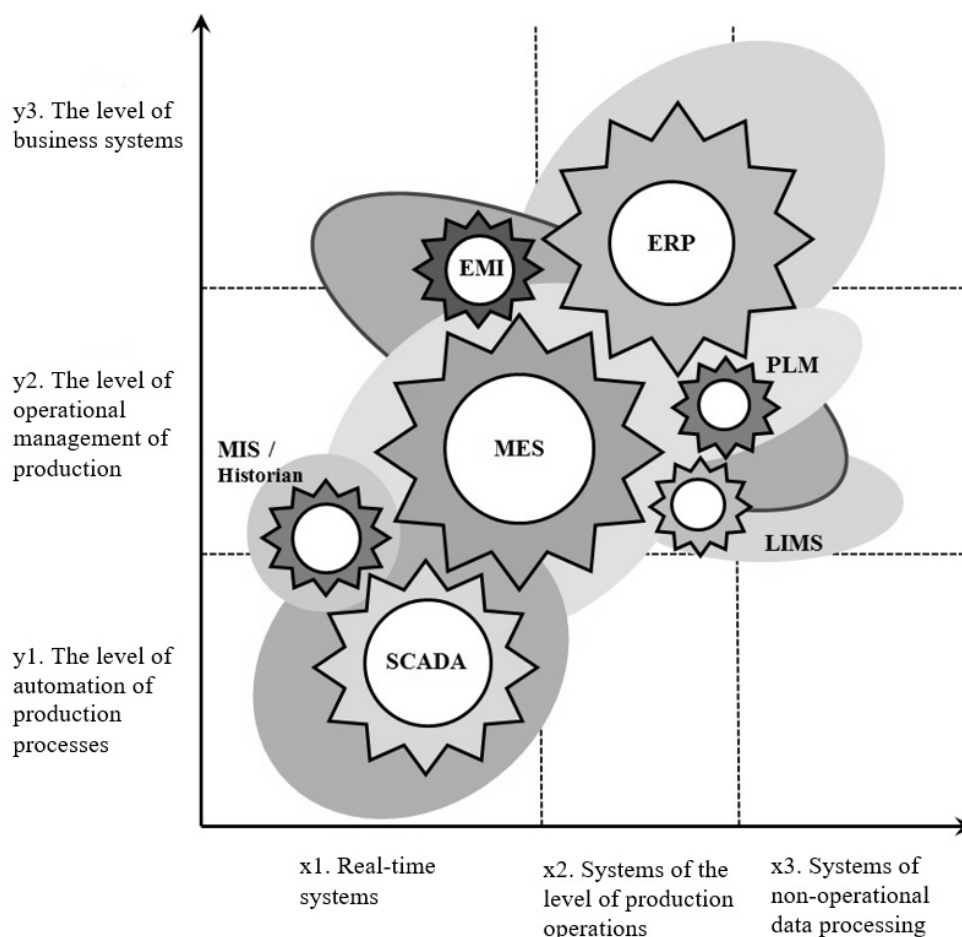 y3. The level of
business systems
ERP
EMI
y2. The level of
operational
management of
production
PLM
MES
MIS /
Historian
LIMS
y1. The level of
automation of
production
processes
SCADA
x1. Real-time
systems
x2. Systems of the
level of production
operations
x3. Systems of
non-operational
data processing